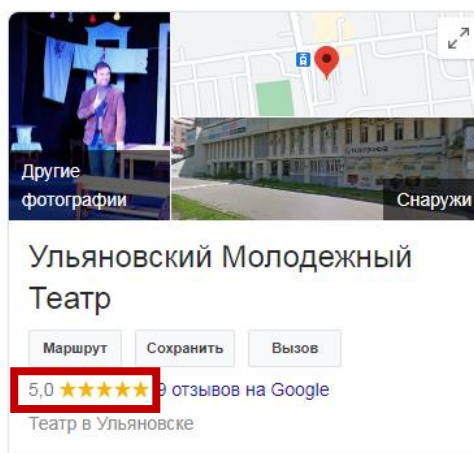 Другие
фотографии
Снаружи
Ульяновский Молодежный
Театр
Маршрут Сохранить Вызов
5,0 9 отзывов на Google
Театр в Ульяновске